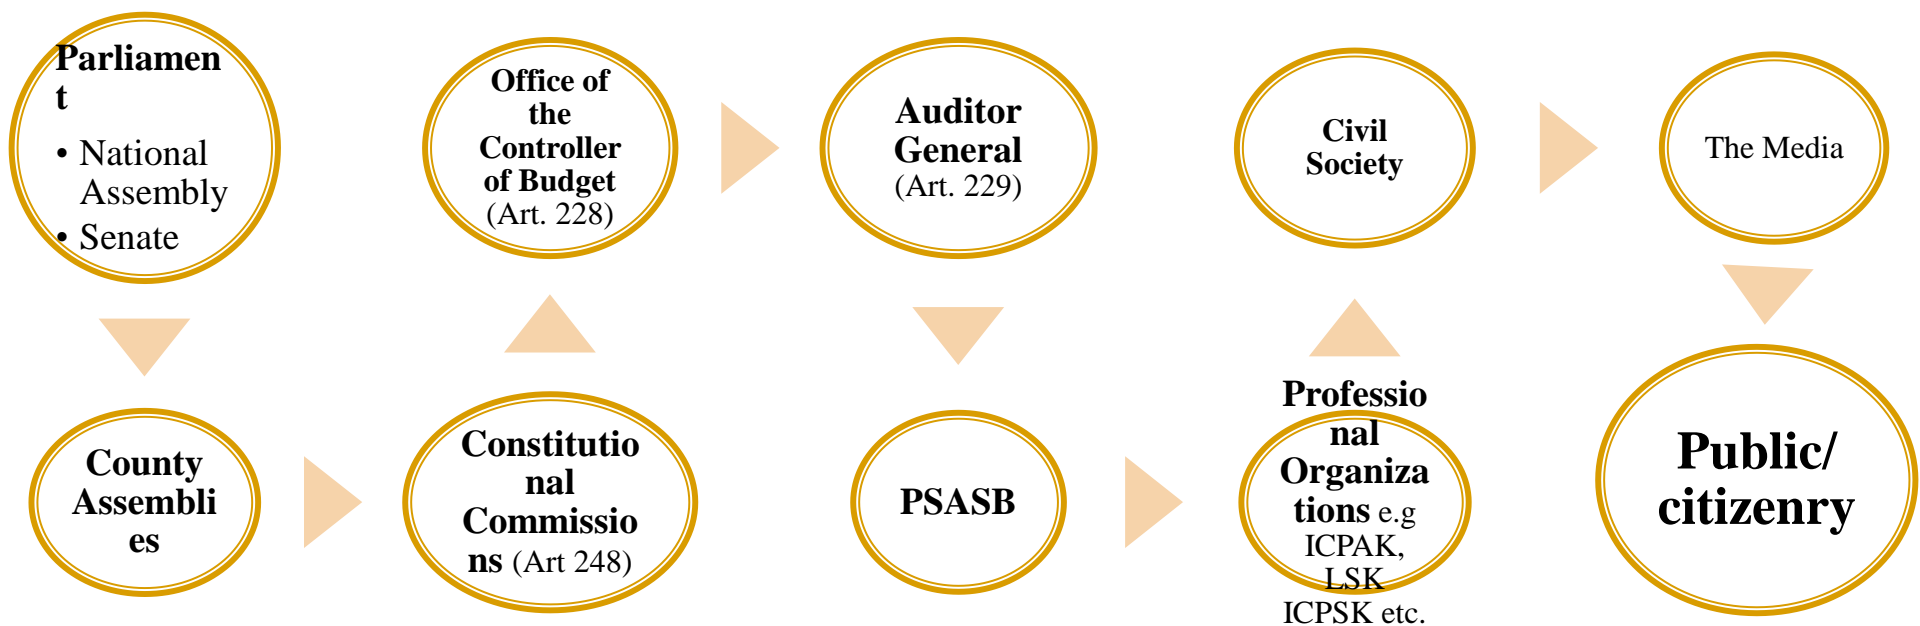 Parliamen
t
• National
Assembly
• Senate
County
Assembli
es
Constitutio
nal
Commissio
ns (Art 248)
Office of
the
Controller
of Budget
(Art. 228)
Auditor
General
(Art. 229)
PSASB
Professio
nal
Organiza
tions e.g
ICPAK,
LSK
ICPSK etc.
Civil
Society
The Media
Public/
citizenry